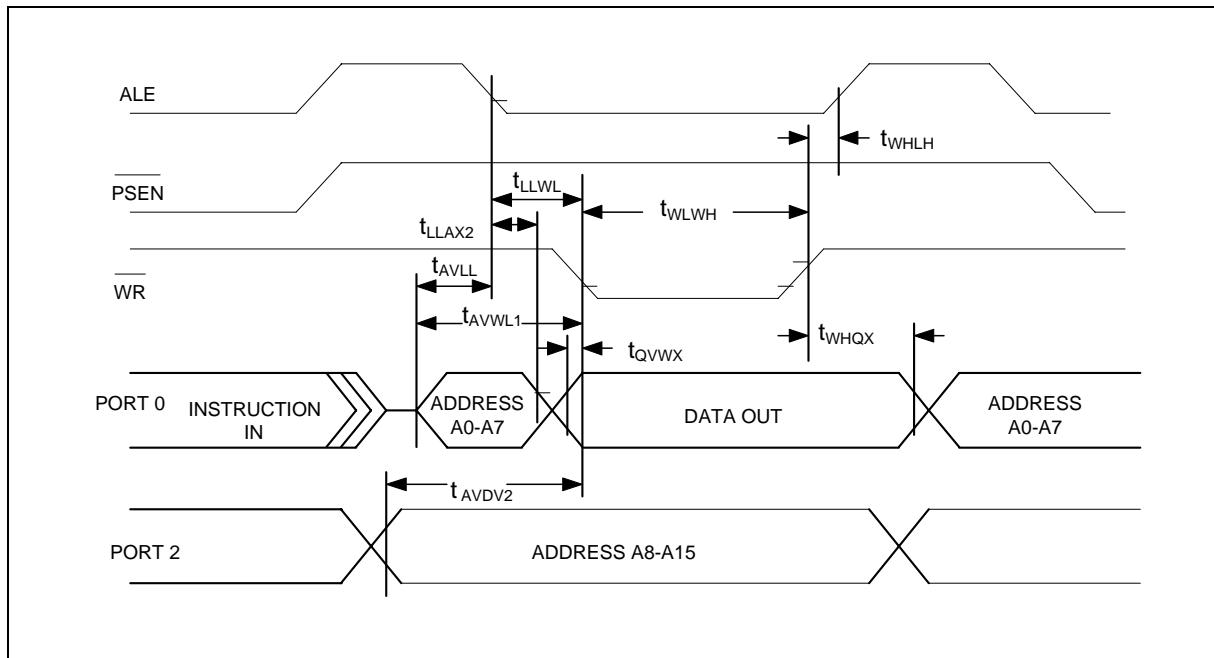 ALE
tWHLH
PSEN
tLLWL
tWLWH
tLLAX2
tAVLL
WR
tAVWL1
tWHQX
tQVWX
PORT 0
INSTRUCTION
IN
ADDRESS
A0-A7
DATA OUT
ADDRESS
A0-A7
tAVDV2
PORT 2
ADDRESS A8-A15